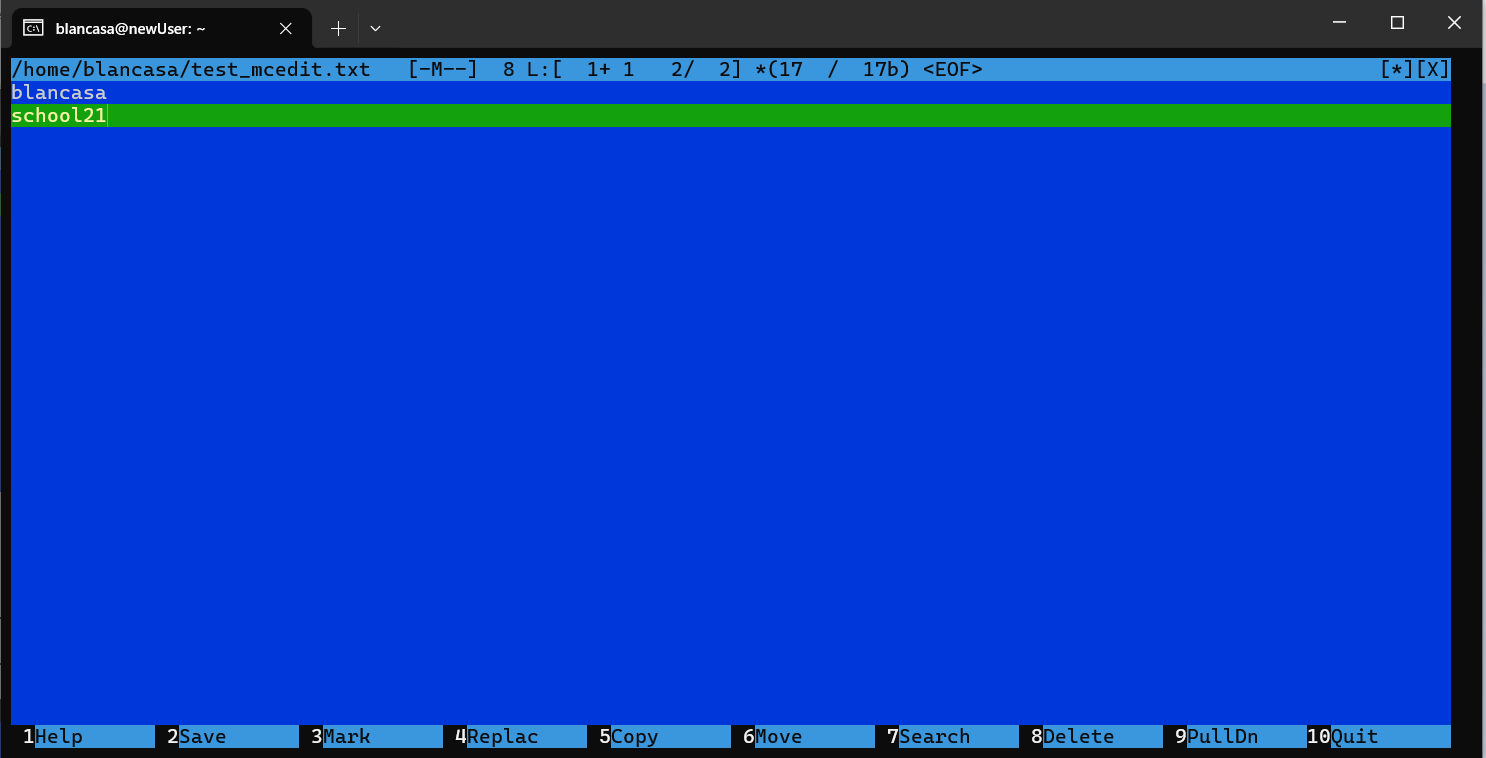 blancasa@newUser: ~
/home/blancasa/test_mcedit.txt   [-M--]  8 L:[  1+ 1   2/  2] *(17  /  17b) <EOF>                                 [*][X]
blancasa
school21
1Help 2Save 3Mark 4Replac 5Copy 6Move 7Search 8Delete 9PullDn 10Quit